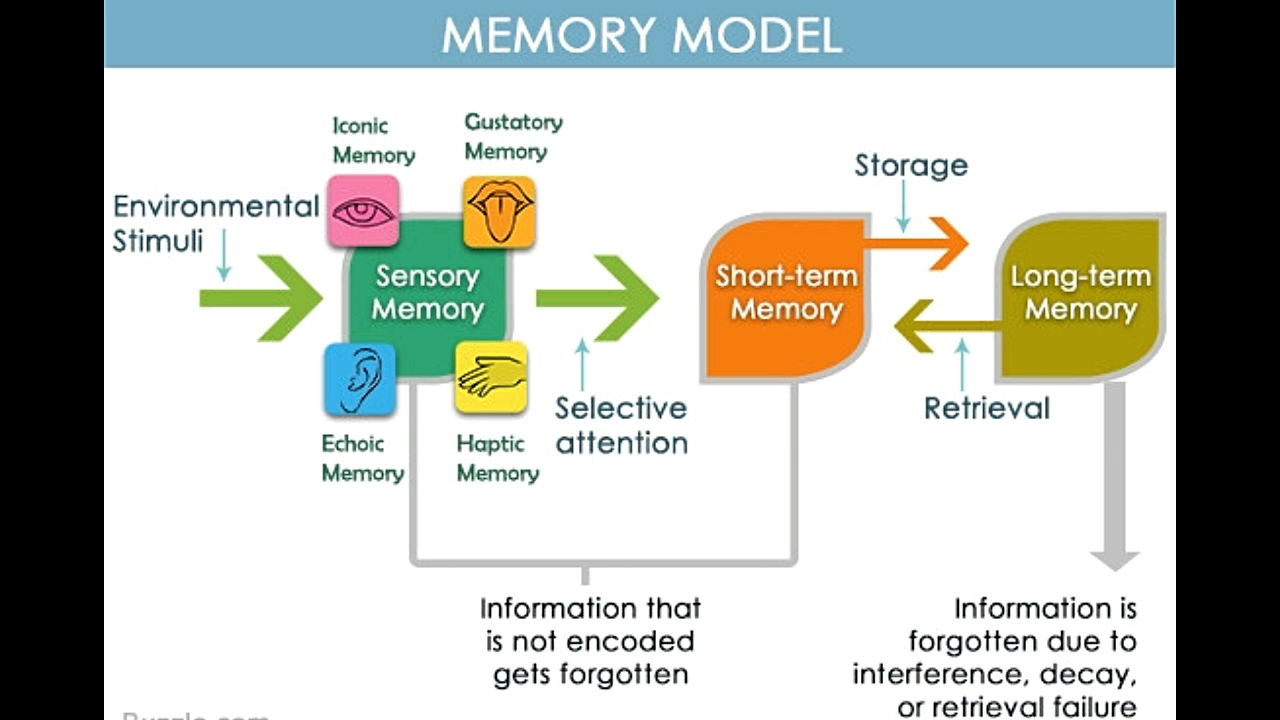 MEMORY MODEL
Iconic
Memory
Gustatory
Memory
Environmental
Stimuli
Sensory
Memory
Echoic
Memory
Haptic
Memory
Selective
attention
Short-term
Memory
Storage
Retrieval
Long-term
Memory
Information that
is not encoded
gets forgotten
Information is
forgotten due to
interference, decay,
or retrieval failure